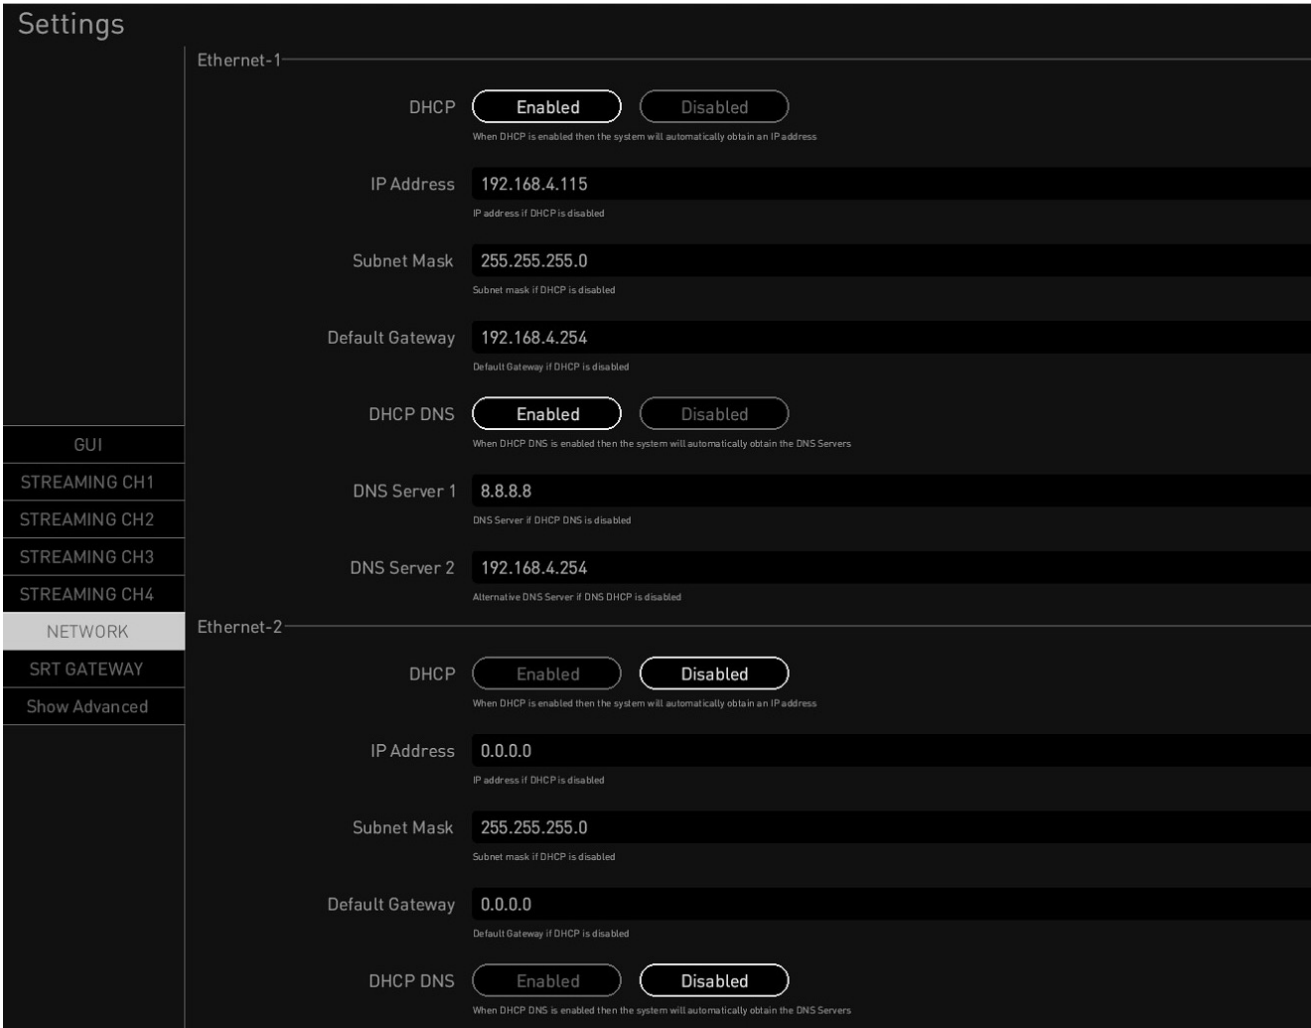 Settings
Ethernet-1
DHCP Enabled Disabled
When DHCP is enabled then the system will automatically obtain an IP address
IP Address 192.168.4.115
IP address if DHCP is disabled
Subnet Mask 255.255.255.0
Subnet mask if DHCP is disabled
Default Gateway 192.168.4.254
Default Gateway if DHCP is disabled
DHCP DNS Enabled Disabled
When DHCP DNS is enabled then the system will automatically obtain the DNS Servers
DNS Server 1 8.8.8.8
DNS Server if DHCP DNS is disabled
DNS Server 2 192.168.4.254
Alternative DNS Server if DNS DHCP is disabled
GUI
STREAMING CH1
STREAMING CH2
STREAMING CH3
STREAMING CH4
NETWORK
SRT GATEWAY
Show Advanced
Ethernet-2
DHCP Enabled Disabled
When DHCP is enabled then the system will automatically obtain an IP address
IP Address 0.0.0.0
IP address if DHCP is disabled
Subnet Mask 255.255.255.0
Subnet mask if DHCP is disabled
Default Gateway 0.0.0.0
Default Gateway if DHCP is disabled
DHCP DNS Enabled Disabled
When DHCP DNS is enabled then the system will automatically obtain the DNS Servers